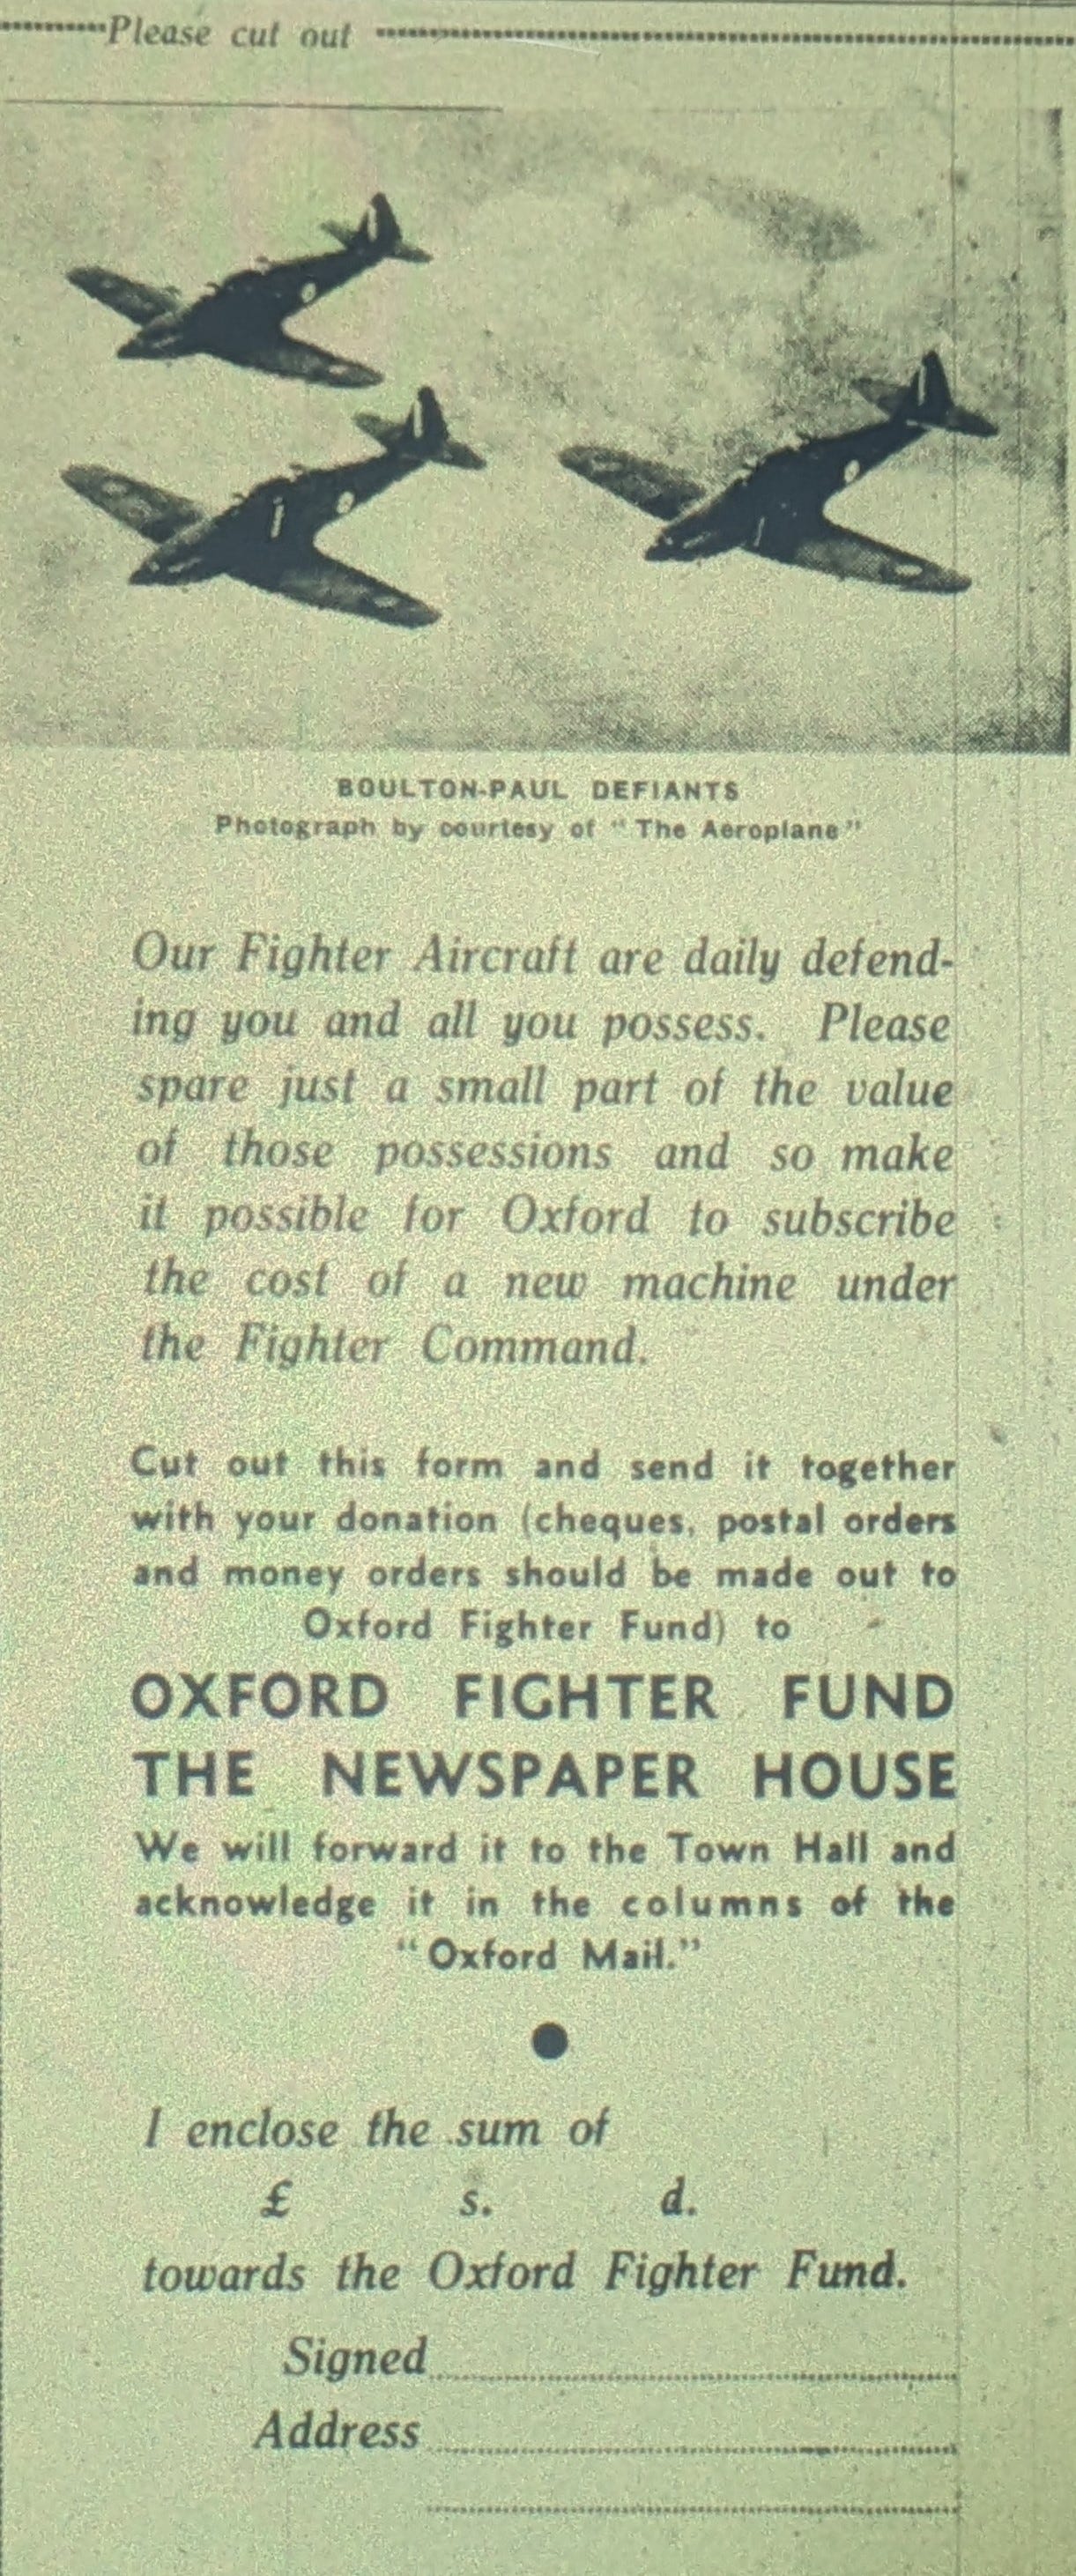 Please cut out
BOULTON-PAUL DEFIANTS
Photograph by courtesy of "The Aeroplane"
Our Fighter Aircraft are daily defend-
ing you and all you possess. Please
spare just a small part of the value
of those possessions and so make
it possible for Oxford to subscribe
the cost of a new machine under
the Fighter Command.
Cut out this form and send it together
with your donation (cheques, postal orders
and money orders should be made out to
Oxford Fighter Fund) to
OXFORD FIGHTER FUND
THE NEWSPAPER HOUSE
We will forward it to the Town Hall and
acknowledge it in the columns of the
"Oxford Mail."
I enclose the sum of
£ s. d.
towards the Oxford Fighter Fund.
Signed
Address